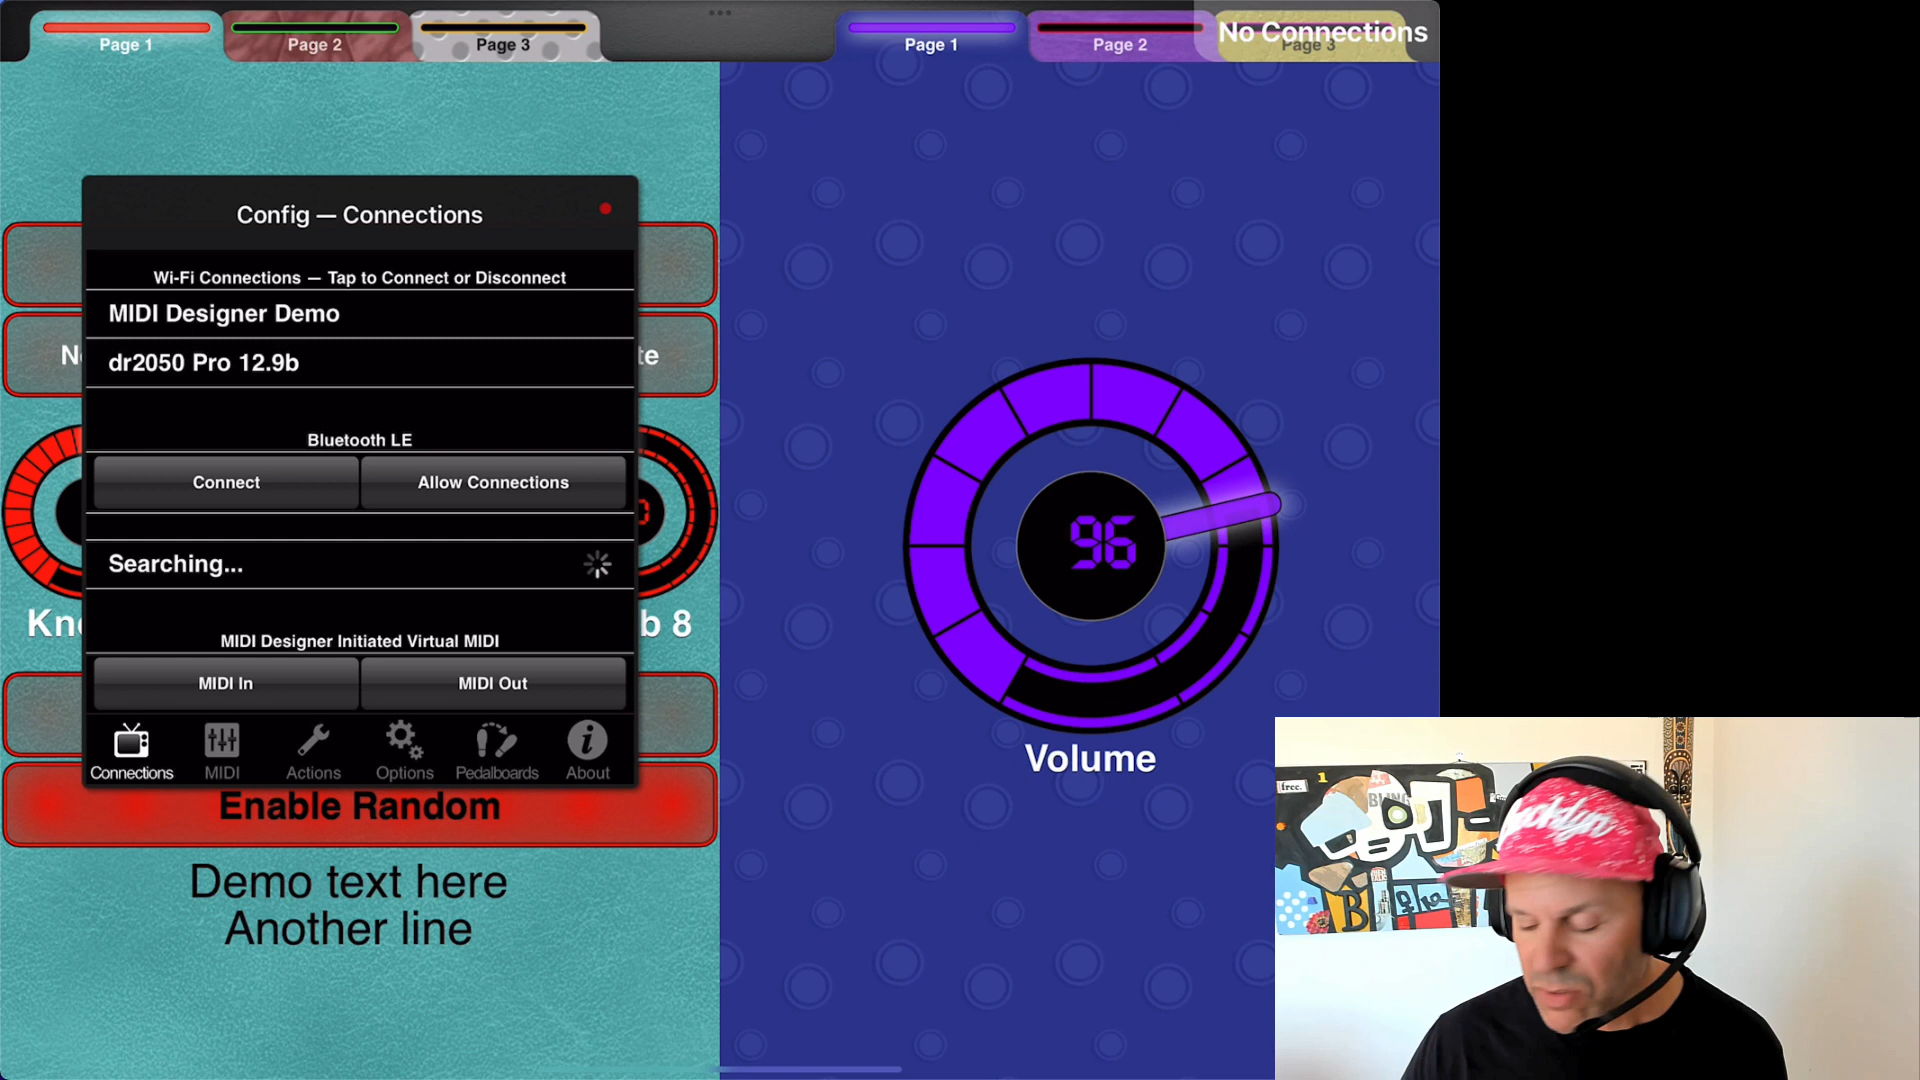 Page 1
Page 2
Page 3
Page 1
Page 2
Page 3
No Connections
Config — Connections
Wi-Fi Connections — Tap to Connect or Disconnect
MIDI Designer Demo
dr2050 Pro 12.9b
Bluetooth LE
Connect
Allow Connections
Searching...
MIDI Designer Initiated Virtual MIDI
MIDI In
MIDI Out
Connections
MIDI
Actions
Options
Pedalboards
About
Enable Random
Demo text here
Another line
96
Volume
free.
1
BLING
B